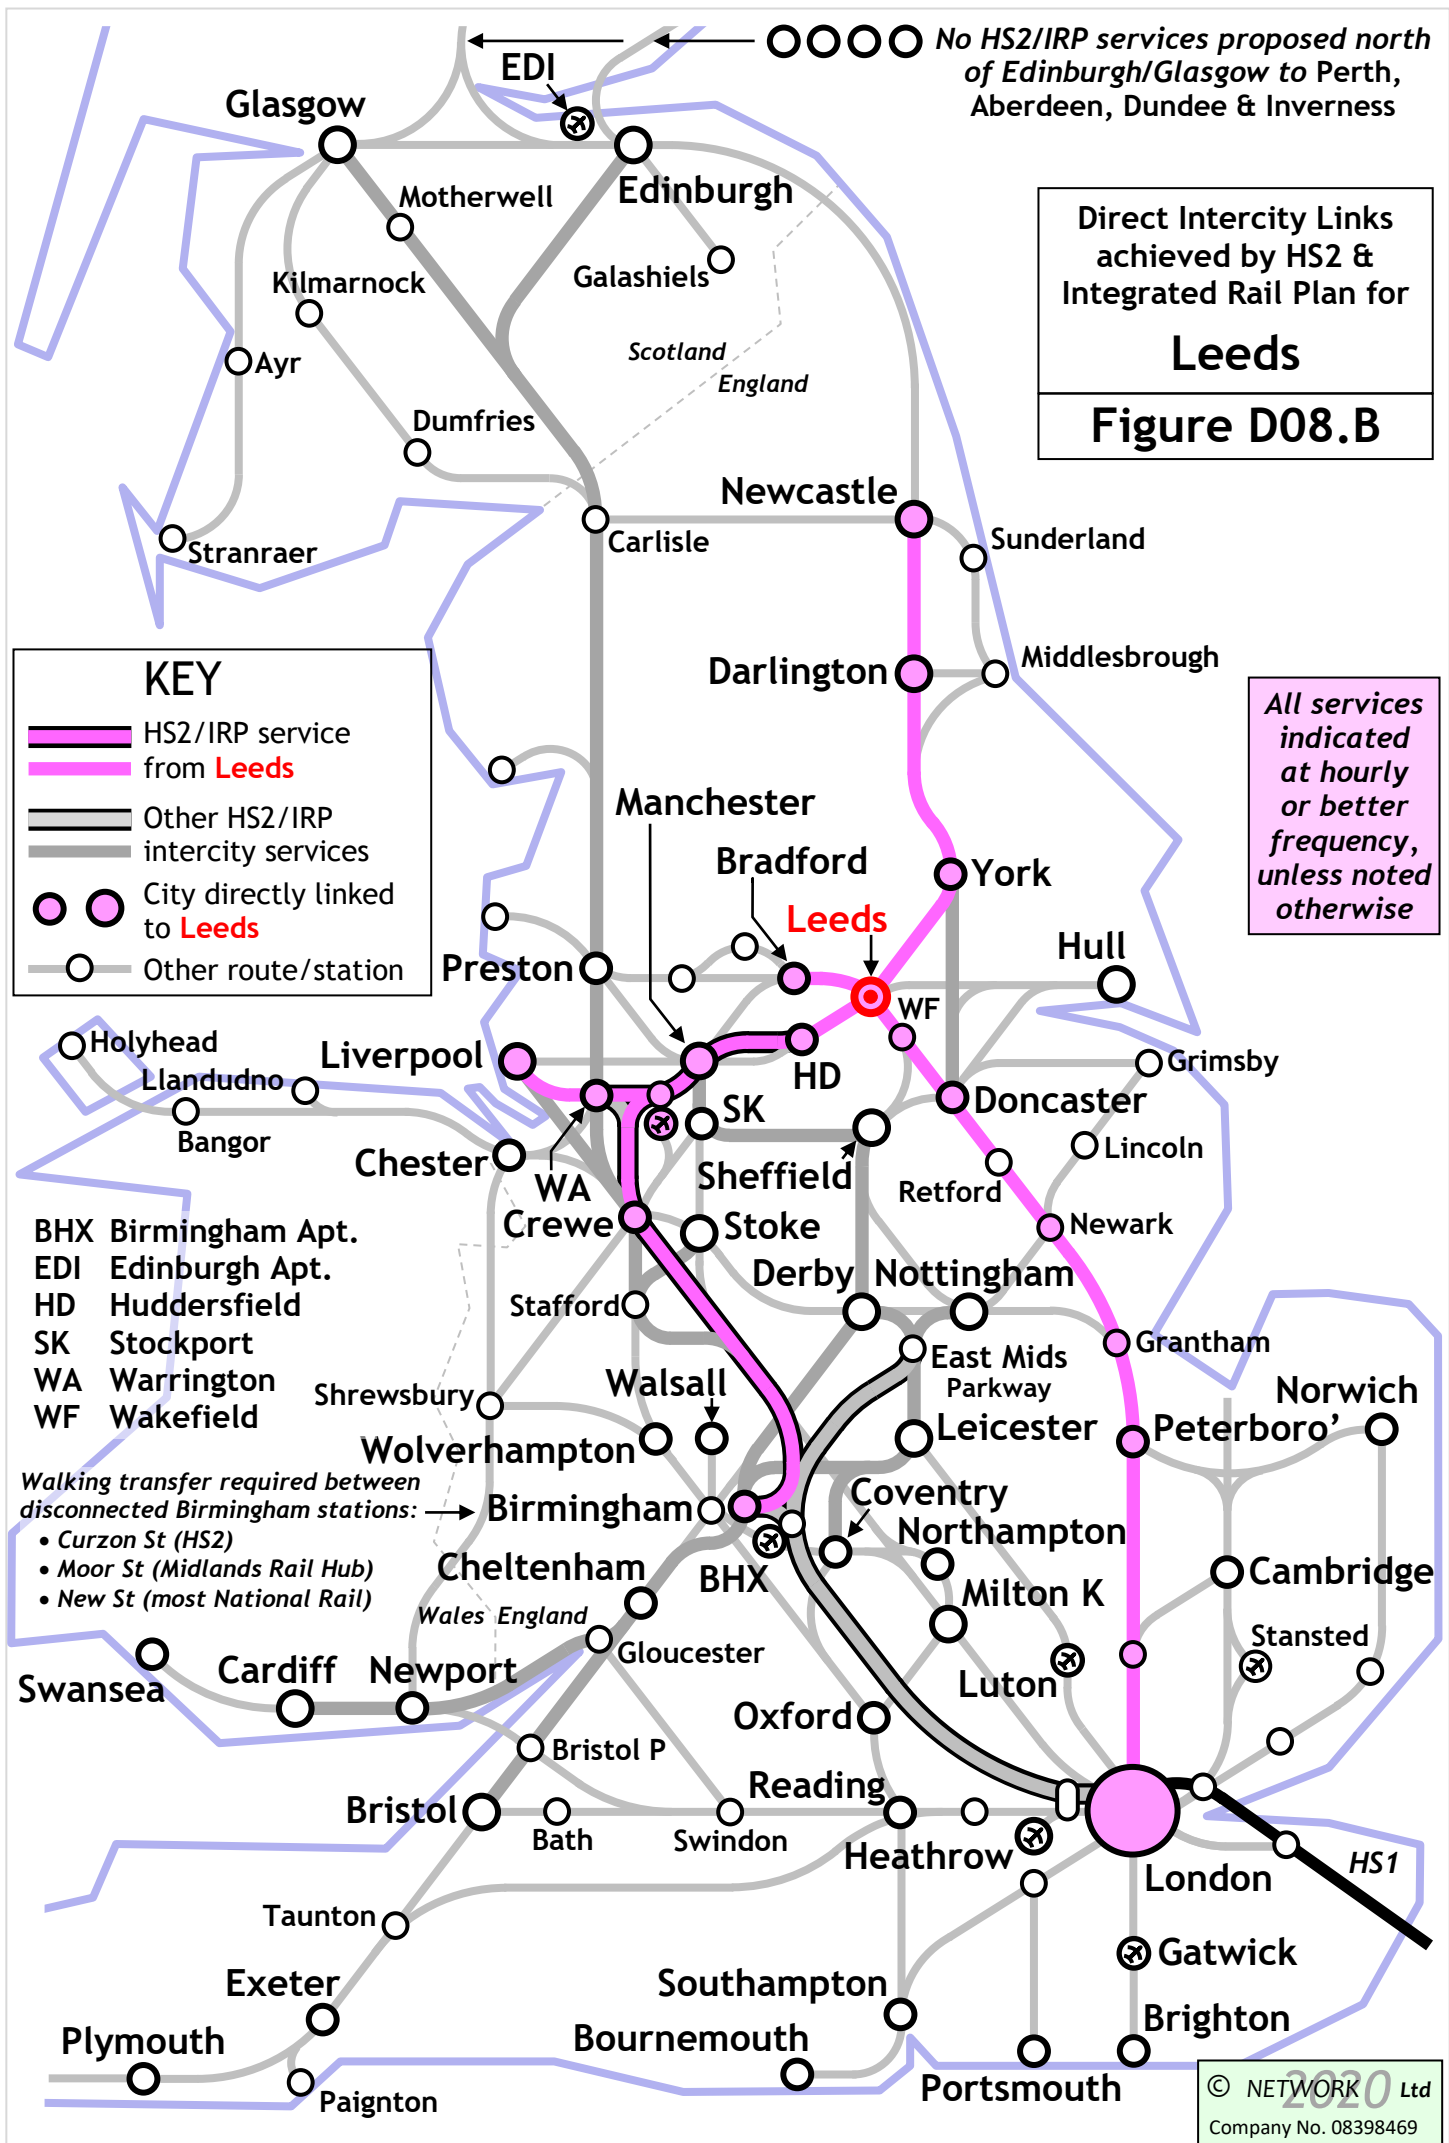 No HS2/IRP services proposed north
of Edinburgh/Glasgow to Perth,
Aberdeen, Dundee & Inverness
EDI
Glasgow
Edinburgh
Motherwell
Galashiels
Kilmarnock
Ayr
Dumfries
Stranraer
Scotland
England
Direct Intercity Links
achieved by HS2 &
Integrated Rail Plan for
Leeds
Figure D08.B
Newcastle
Carlisle
Sunderland
Darlington
Middlesbrough
KEY
HS2/IRP service
from Leeds
Other HS2/IRP
intercity services
City directly linked
to Leeds
Other route/station
All services
indicated
at hourly
or better
frequency,
unless noted
otherwise
Manchester
Bradford
York
Leeds
Hull
Preston
WF
Holyhead
Liverpool
Llandudno
HD
Grimsby
Bangor
SK
Doncaster
Chester
Lincoln
WA
Sheffield
Retford
Crewe
Stoke
Newark
BHX Birmingham Apt.
EDI Edinburgh Apt.
HD Huddersfield
SK Stockport
WA Warrington
WF Wakefield
Derby
Nottingham
Stafford
Grantham
East Mids
Parkway
Walsall
Shrewsbury
Norwich
Leicester
Peterboro’
Wolverhampton
Walking transfer required between
disconnected Birmingham stations:
• Curzon St (HS2)
• Moor St (Midlands Rail Hub)
• New St (most National Rail)
Birmingham
Coventry
Northampton
Cheltenham
BHX
Cambridge
Milton K
Wales England
Gloucester
Stansted
Swansea
Cardiff
Newport
Luton
Oxford
Bristol P
Reading
Bristol
Bath
Swindon
Heathrow
London
HS1
Taunton
Gatwick
Exeter
Southampton
Brighton
Plymouth
Bournemouth
Portsmouth
Paignton
© NETWORK 2020 Ltd
Company No. 08398469